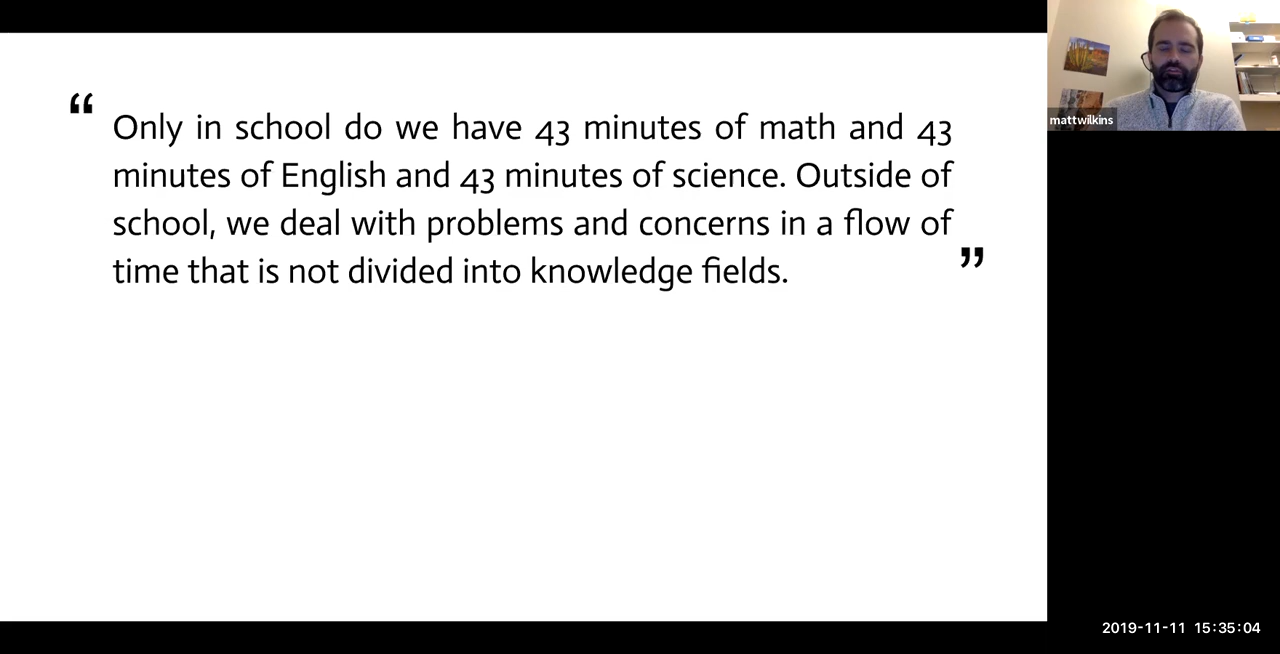 “
Only in school do we have 43 minutes of math and 43
minutes of English and 43 minutes of science. Outside of
school, we deal with problems and concerns in a flow of
time that is not divided into knowledge fields.
”
mattwilkins
2019-11-11 15:35:04